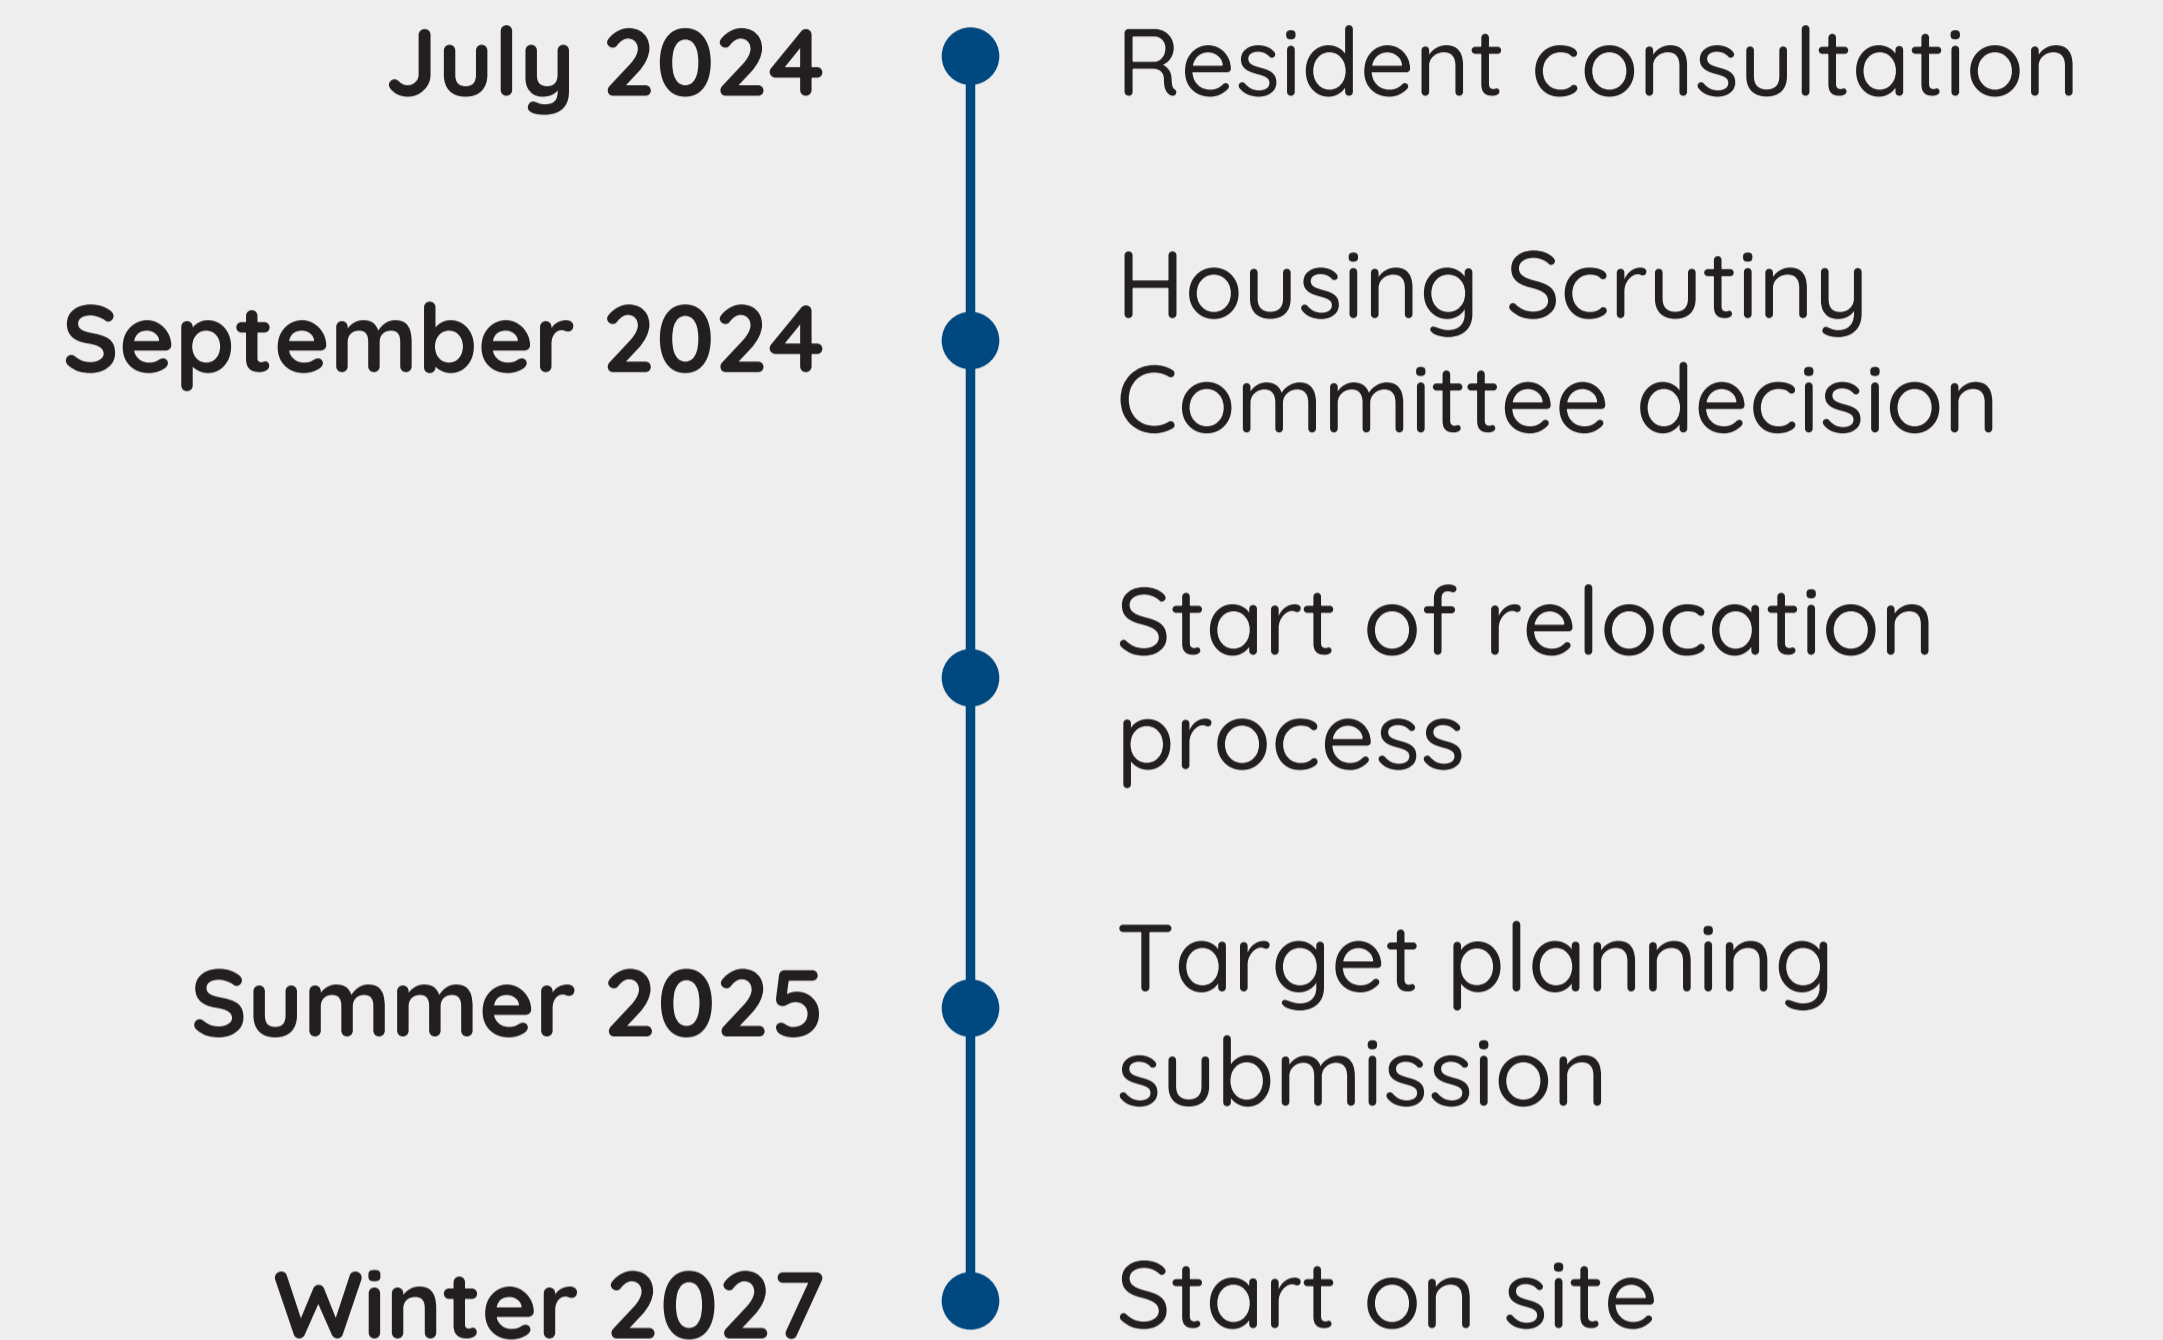 July 2024
Resident consultation
September 2024
Housing Scrutiny
Committee decision
Start of relocation
process
Summer 2025
Target planning
submission
Winter 2027
Start on site